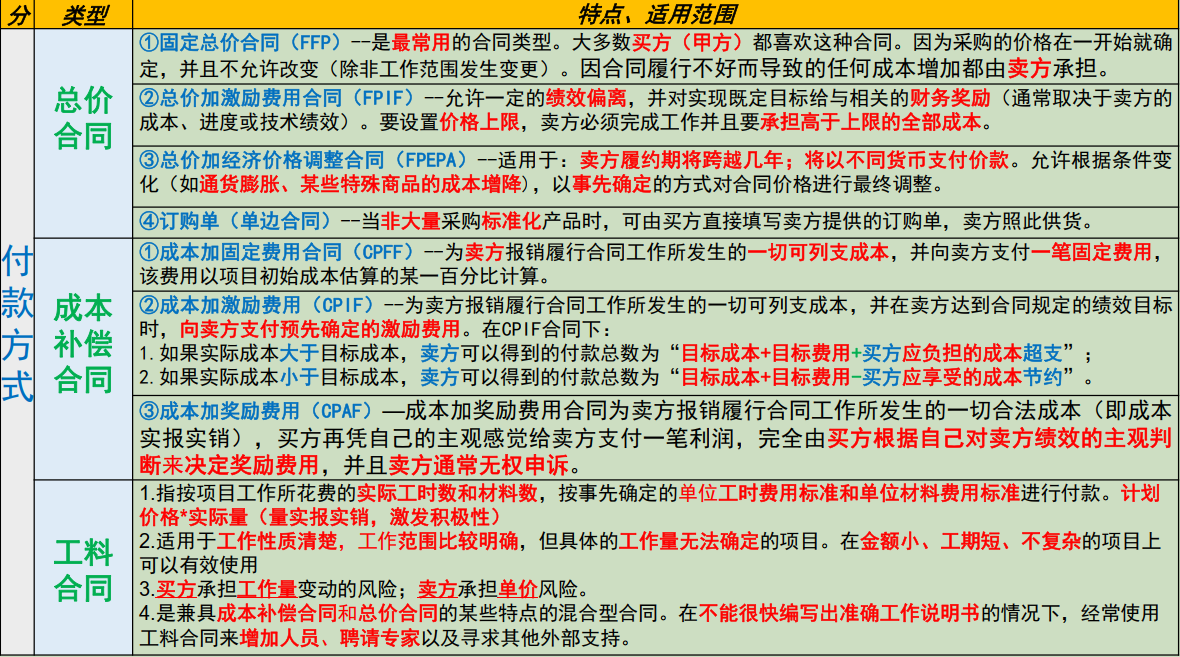 分 类型 特点、适用范围
付
款
方
式
总价
合同
①固定总价合同（FFP）--是最常用的合同类型。大多数买方（甲方）都喜欢这种合同。因为采购的价格在一开始就确
定，并且不允许改变（除非工作范围发生变更）。因合同履行不好而导致的任何成本增加都由卖方承担。
②总价加激励费用合同（FPIF）--允许一定的绩效偏离，并对实现既定目标给与相关的财务奖励（通常取决于卖方的
成本、进度或技术绩效）。要设置价格上限，卖方必须完成工作并且要承担高于上限的全部成本。
③总价加经济价格调整合同（FPEPA）--适用于：卖方履约期将跨越几年；将以不同货币支付价款。允许根据条件变
化（如通货膨胀、某些特殊商品的成本增降），以事先确定的方式对合同价格进行最终调整。
④订购单（单边合同）--当非大量采购标准化产品时，可由买方直接填写卖方提供的订购单，卖方照此供货。
成本
补偿
合同
①成本加固定费用合同（CPFF）--为卖方报销履行合同工作所发生的一切可列支成本，并向卖方支付一笔固定费用，
该费用以项目初始成本估算的某一百分比计算。
②成本加激励费用（CPIF）--为卖方报销履行合同工作所发生的一切可列支成本，并在卖方达到合同规定的绩效目标
时，向卖方支付预先确定的激励费用。在CPIF合同下：
1.如果实际成本大于目标成本，卖方可以得到的付款总数为“目标成本+目标费用+买方应负担的成本超支”；
2.如果实际成本小于目标成本，卖方可以得到的付款总数为“目标成本+目标费用-买方应享受的成本节约”。
③成本加奖励费用（CPAF）—成本加奖励费用合同为卖方报销履行合同工作所发生的一切合法成本（即成本
实报实销），买方再凭自己的主观感觉给卖方支付一笔利润，完全由买方根据自己对卖方绩效的主观判
断来决定奖励费用，并且卖方通常无权申诉。
工料
合同
1.指按项目工作所花费的实际工时数和材料数，按事先确定的单位工时费用标准和单位材料费用标准进行付款。计划
价格*实际量（量实报实销，激发积极性）
2.适用于工作性质清楚，工作范围比较明确，但具体的工作量无法确定的项目。在金额小、工期短、不复杂的项目上
可以有效使用
3.买方承担工作量变动的风险；卖方承担单价风险。
4.是兼具成本补偿合同和总价合同的某些特点的混合型合同。在不能很快编写出准确工作说明书的情况下，经常使用
工料合同来增加人员、聘请专家以及寻求其他外部支持。